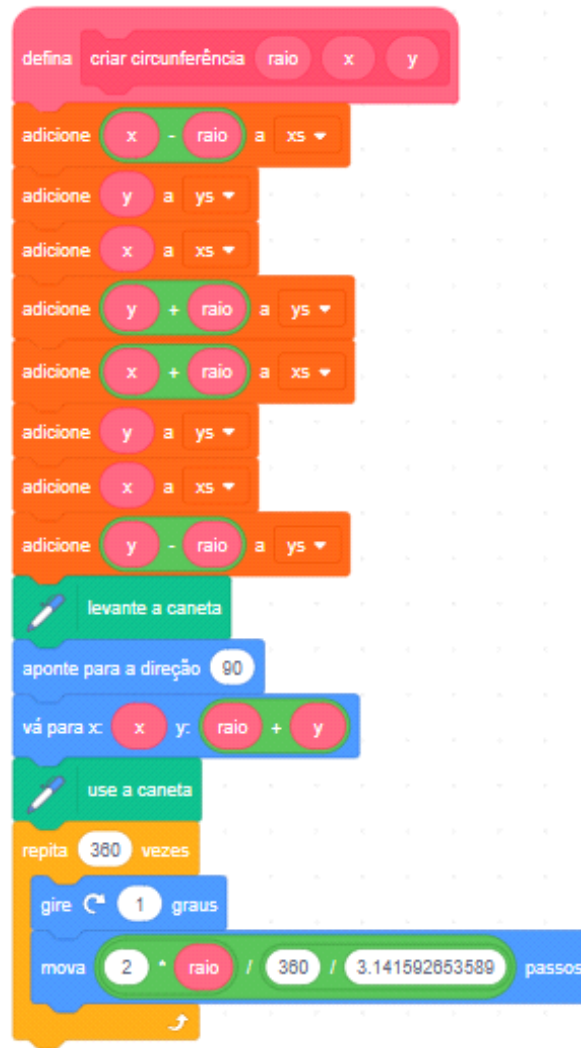 defina criar circunferência raio x y
adicione x - raio a xs
adicione y a ys
adicione x a xs
adicione y + raio a ys
adicione x + raio a xs
adicione y a ys
adicione x a xs
adicione y - raio a ys
levante a caneta
aponte para a direção 90
vá para x: x y: raio + y
use a caneta
repita 360 vezes
gire 1 graus
mova 2 * raio / 360 / 3.141592653589 passos